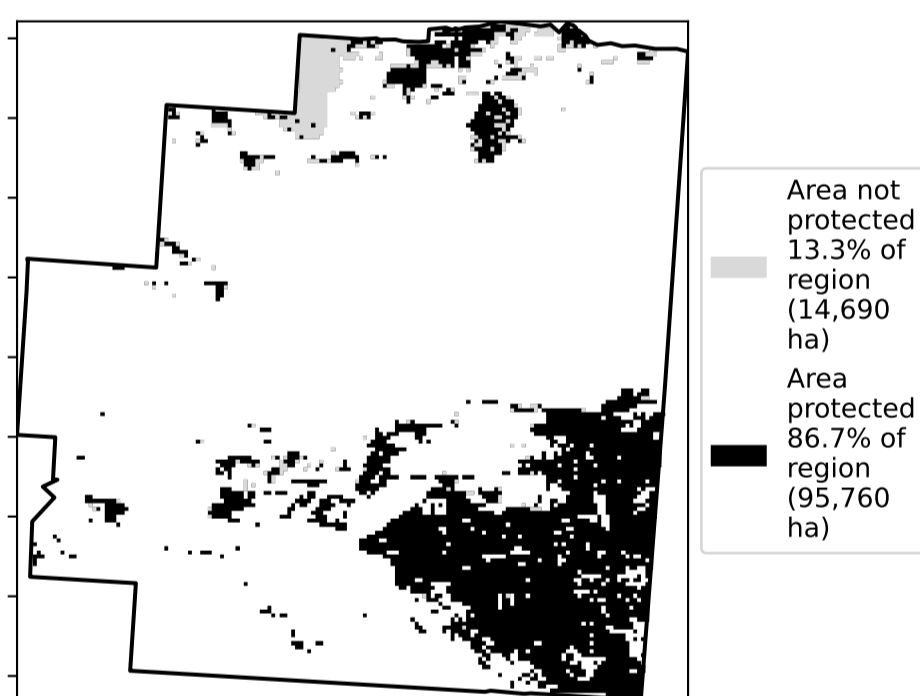 Area not
protected
13.3% of
region
(14,690
ha)
Area
protected
86.7% of
region
(95,760
ha)